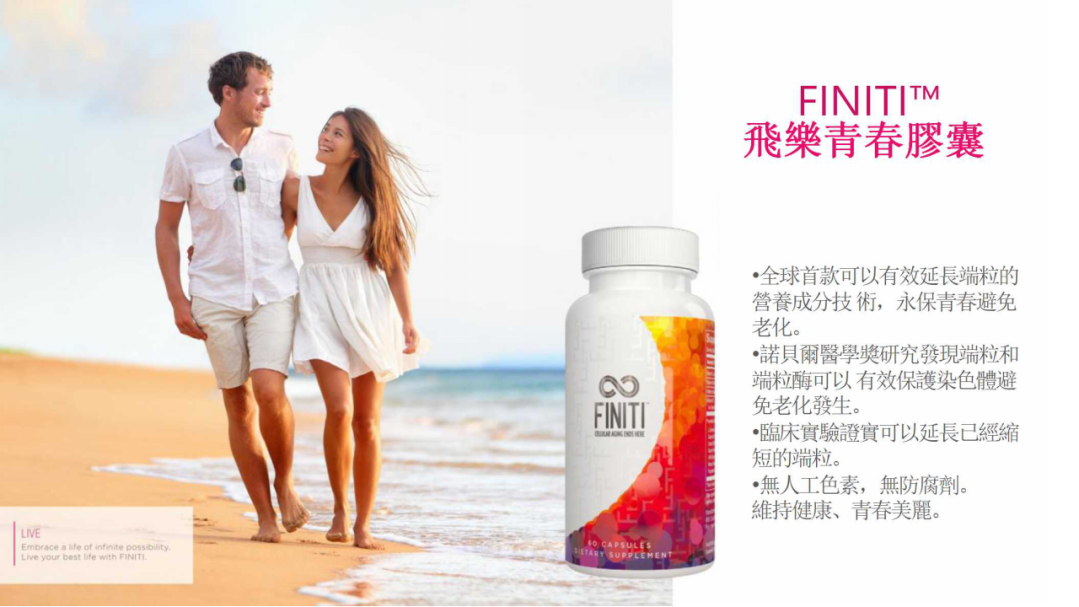 FINITI™
飛樂青春膠囊
•全球首款可以有效延長端粒的
營養成分技 術，永保青春避免
老化。
•諾貝爾醫學獎研究發現端粒和
端粒酶可以 有效保護染色體避
免老化發生。
•臨床實驗證實可以延長已經縮
短的端粒。
•無人工色素，無防腐劑。
維持健康、青春美麗。
FINITI™
CELLULAR AGING ENDS HERE
60 CAPSULES
DIETARY SUPPLEMENT
LIVE
Embrace a life of infinite possibility.
Live your best life with FINITI.